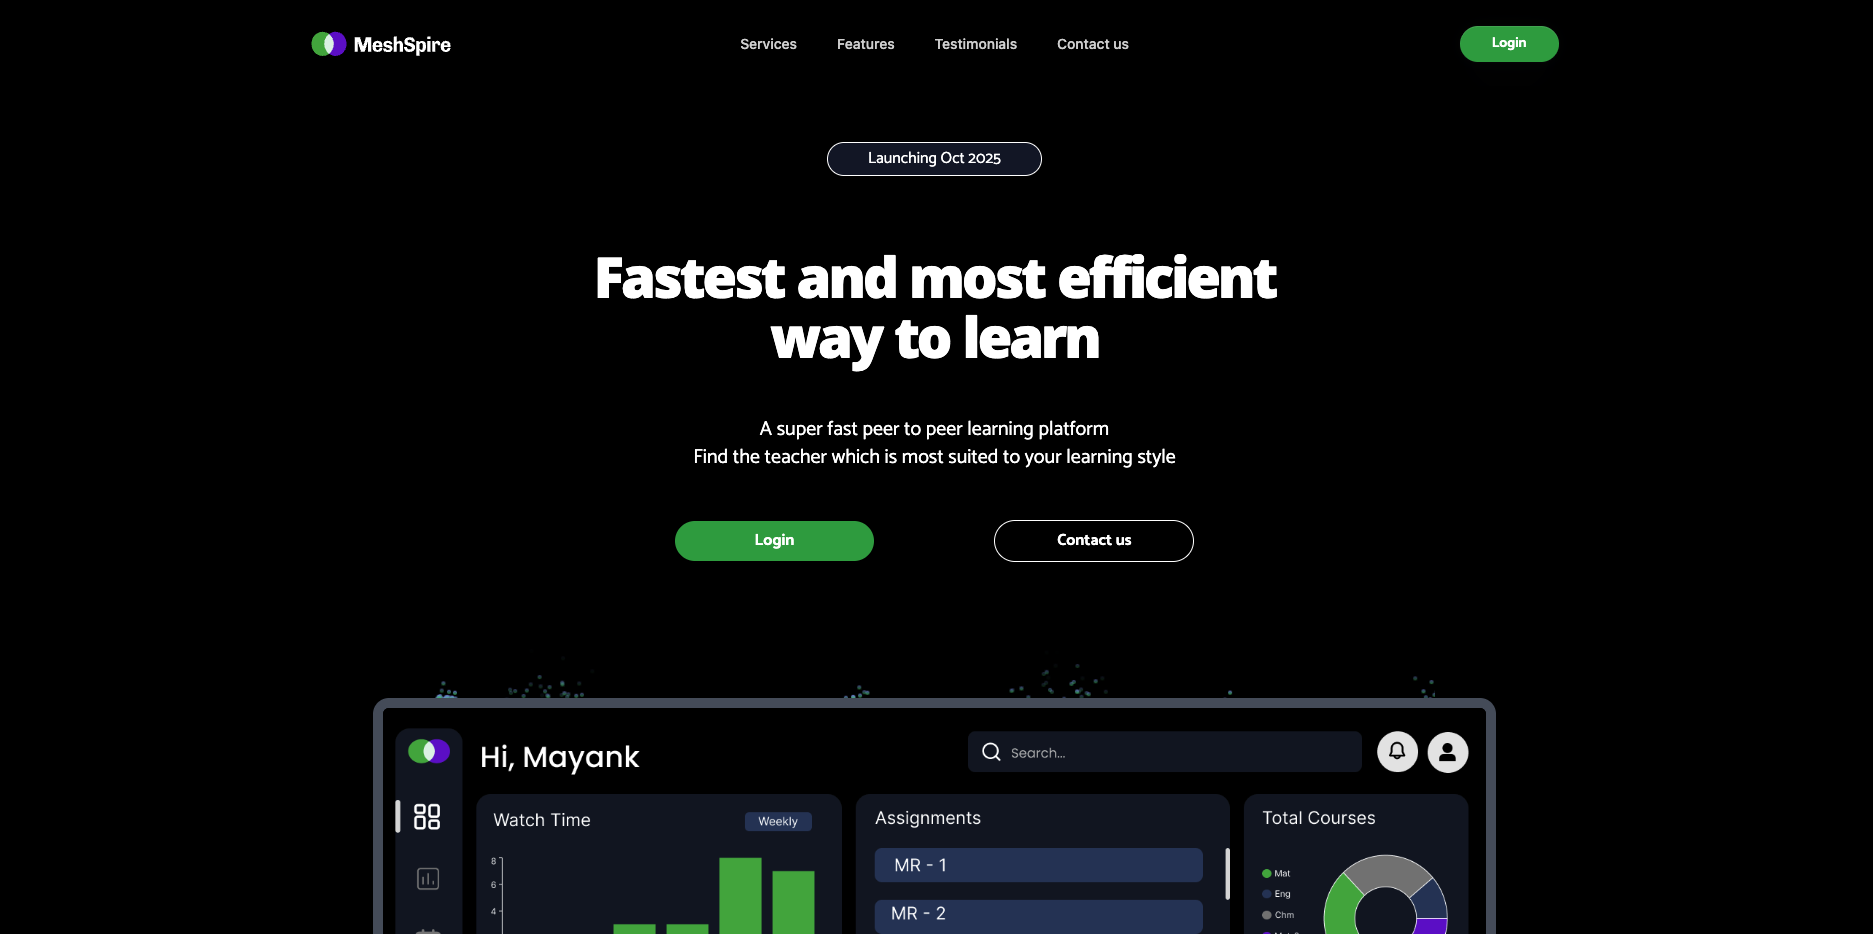 MeshSpire
Services
Features
Testimonials
Contact us
Login
Launching Oct 2025
Fastest and most efficient
way to learn
A super fast peer to peer learning platform
Find the teacher which is most suited to your learning style
Login
Contact us
Hi, Mayank
Search...
Watch Time
Weekly
8
6
4
Assignments
MR - 1
MR - 2
Total Courses
Mat
Eng
Chm